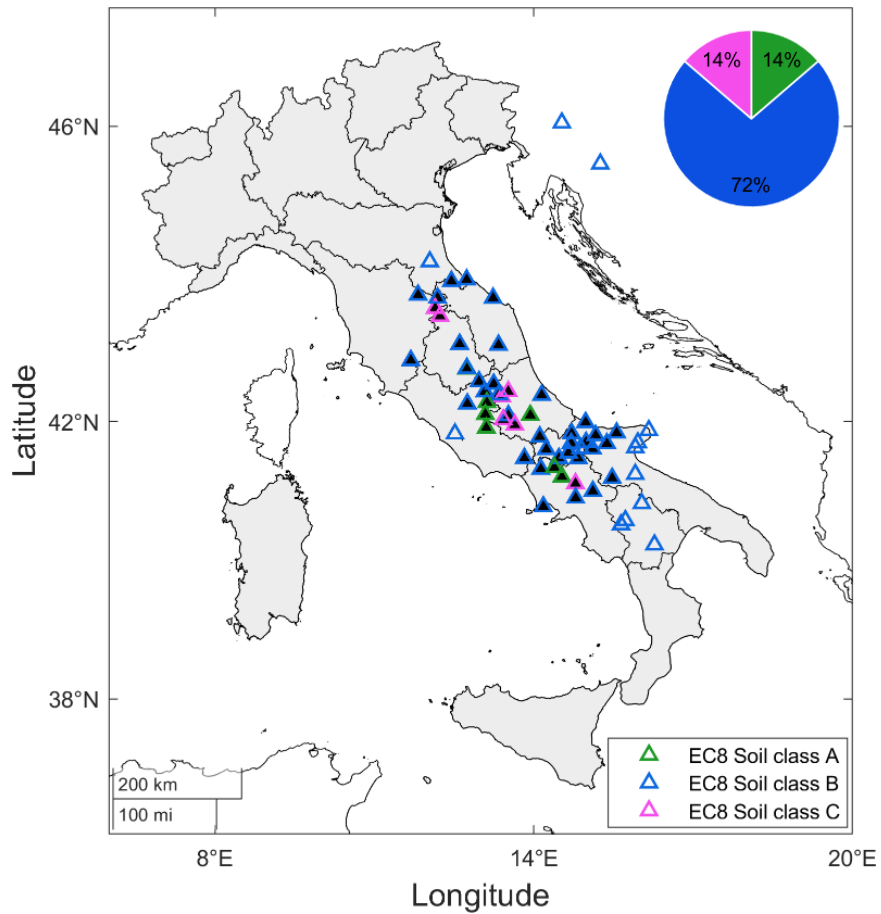 14%
14%
72%
46°N
42°N
38°N
Latitude
200 km
100 mi
EC8 Soil class A
EC8 Soil class B
EC8 Soil class C
8°E
14°E
20°E
Longitude